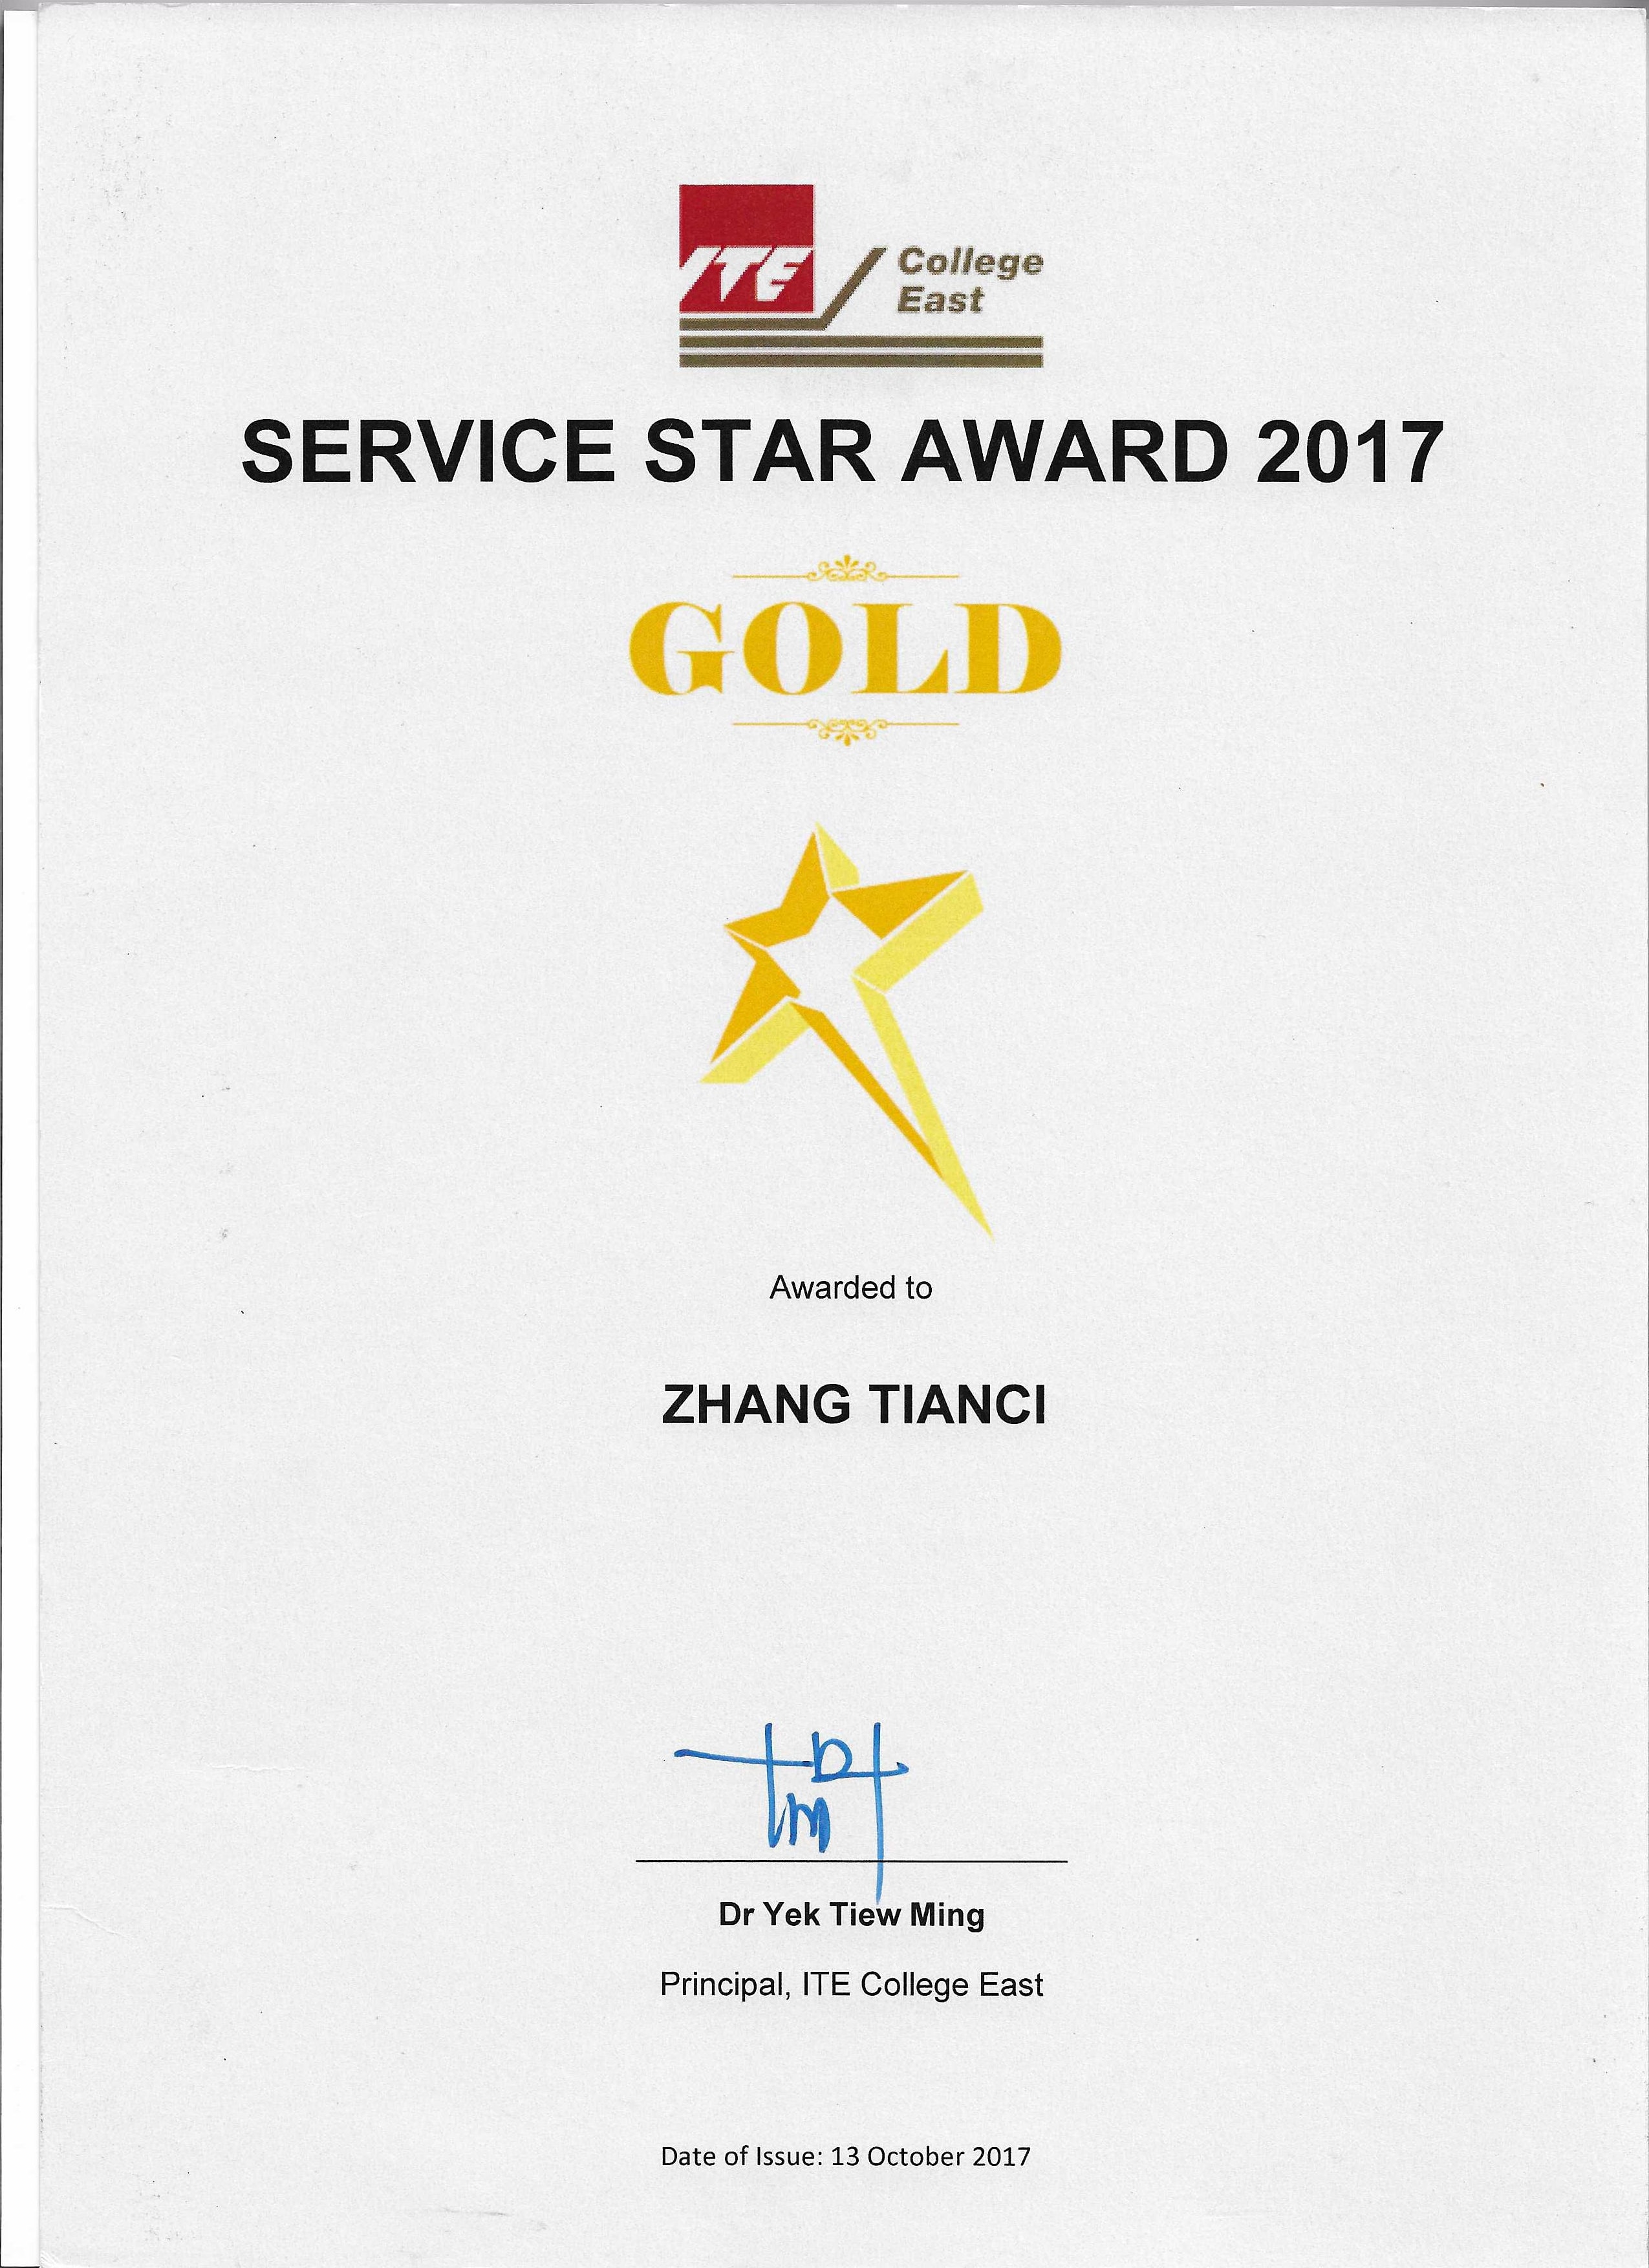 ITE
College
East
SERVICE STAR AWARD 2017
GOLD
Awarded to
ZHANG TIANCI
Dr Yek Tiew Ming
Principal, ITE College East
Date of Issue: 13 October 2017